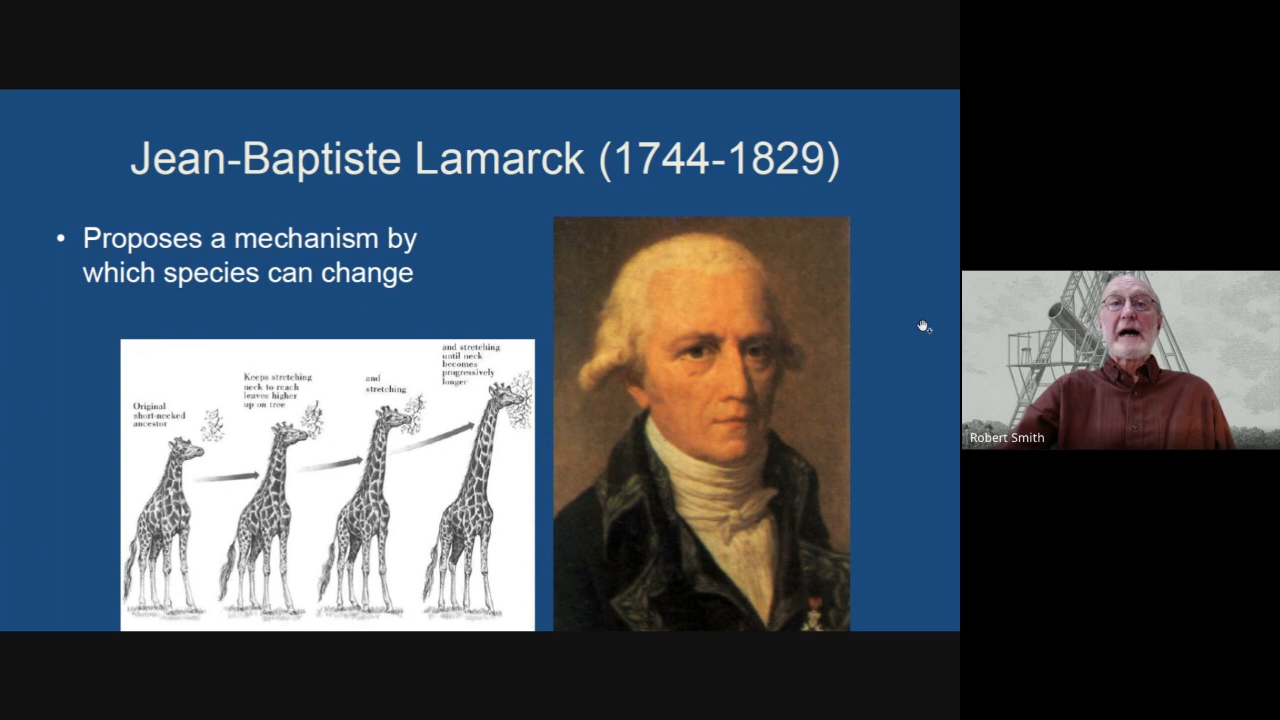 Jean-Baptiste Lamarck (1744-1829)
• Proposes a mechanism by
which species can change
Original
short-necked
ancestor
Keeps stretching
neck to reach
leaves higher
up on tree
and
stretching
and stretching
until neck
becomes
progressively
longer
Robert Smith